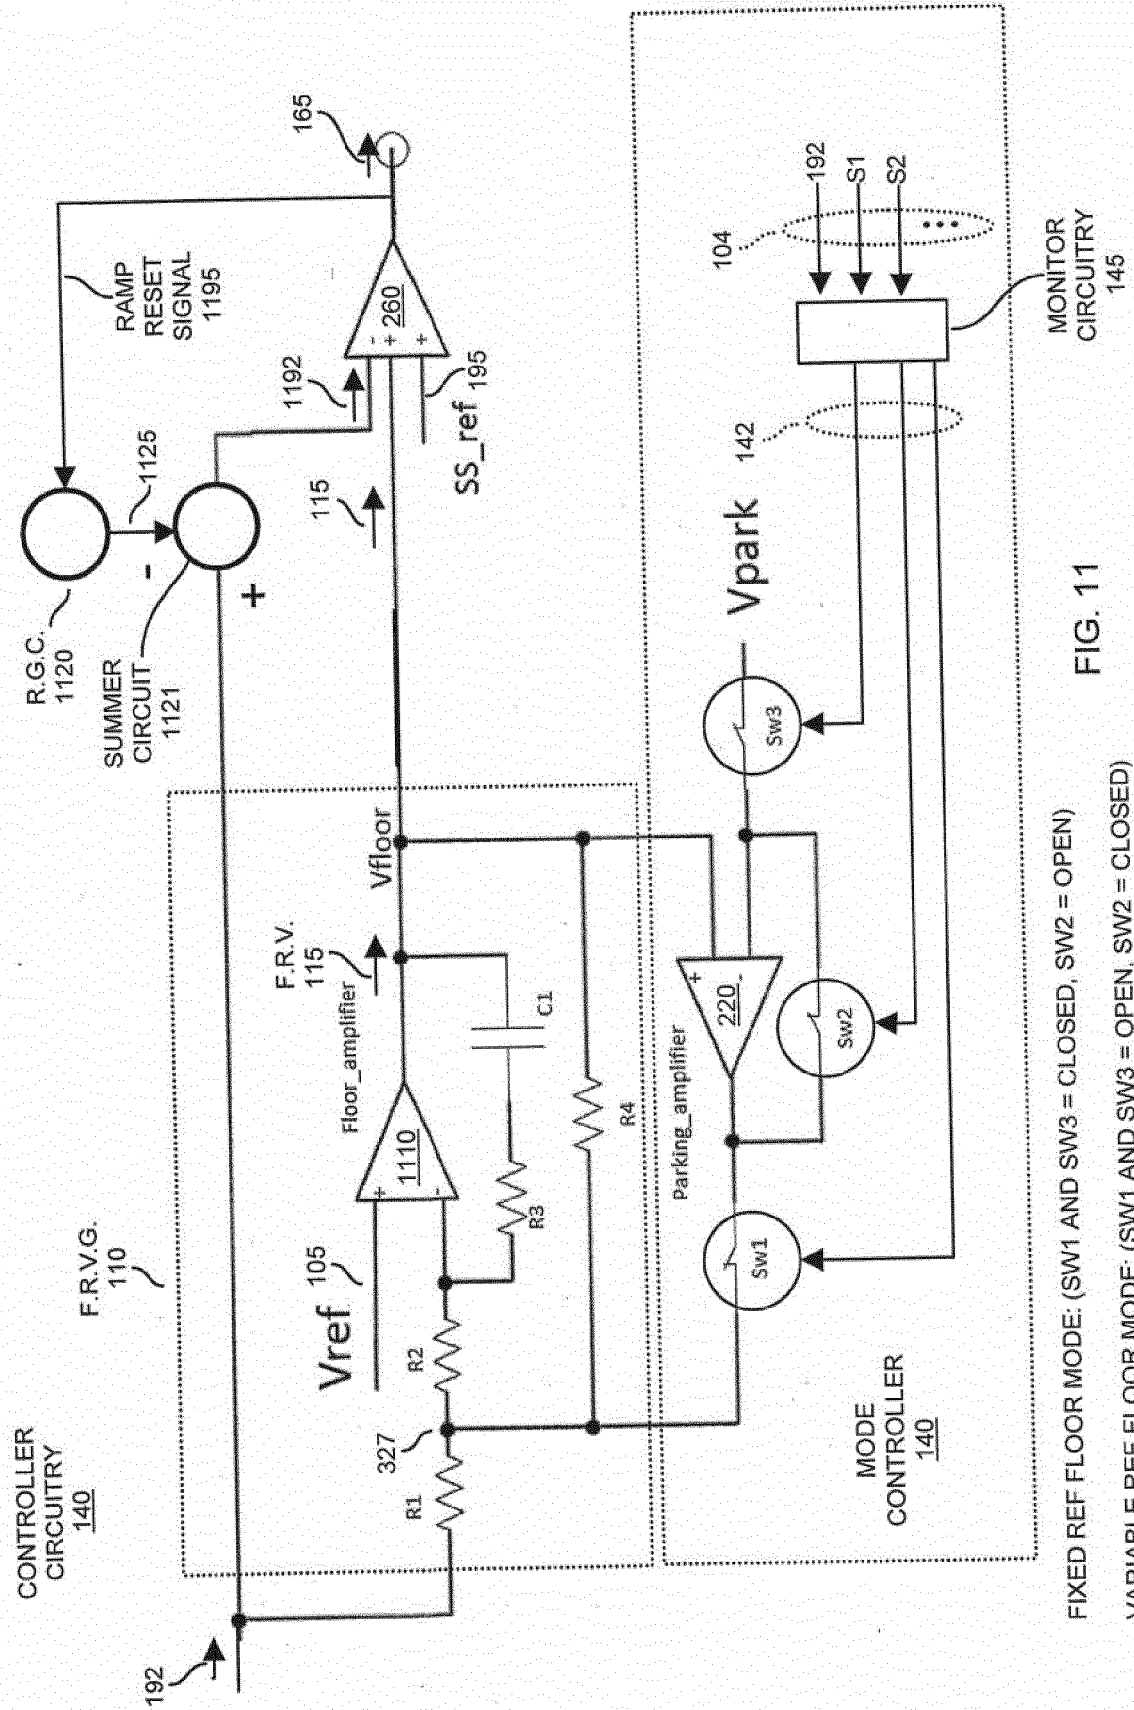 CONTROLLER
CIRCUITRY
140
192
F.R.V.G.
110
R.G.C.
1120
SUMMER
CIRCUIT
1121
-
1125
+
RAMP
RESET
SIGNAL
1195
165
1192
260
-
+
+
195
SS_ref
115
Vref
105
F.R.V.
115
Floor_amplifier
Vfloor
1110
+
-
R1
327
R2
R3
C1
R4
Parking_amplifier
220
+
-
Sw1
Sw2
Sw3
Vpark
142
104
192
S1
S2
MONITOR
CIRCUITRY
145
MODE
CONTROLLER
140
FIG. 11
FIXED REF FLOOR MODE: (SW1 AND SW3 = CLOSED, SW2 = OPEN)
VARIABLE REF FLOOR MODE: (SW1 AND SW3 = OPEN, SW2 = CLOSED)